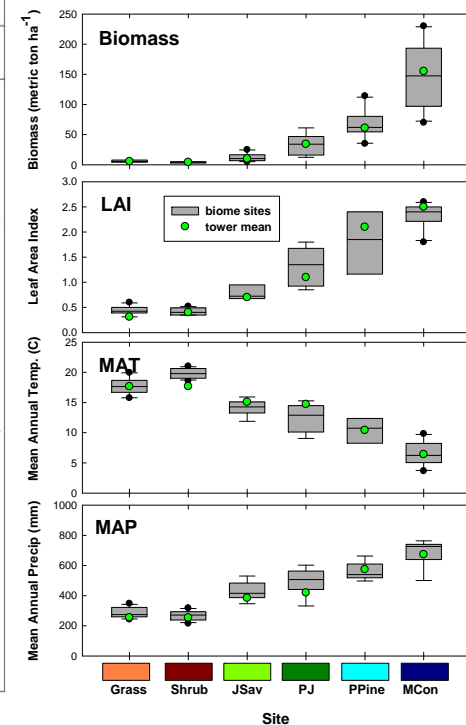 Biomass (metric ton ha-1)
250
200
150
100
50
0
Biomass
Leaf Area Index
3.0
2.5
2.0
1.5
1.0
0.5
0.0
LAI
biome sites
tower mean
Mean Annual Temp. (C)
25
20
15
10
5
0
MAT
Mean Annual Precip (mm)
1000
800
600
400
200
0
MAP
Grass Shrub JSav PJ PPine MCon
Site